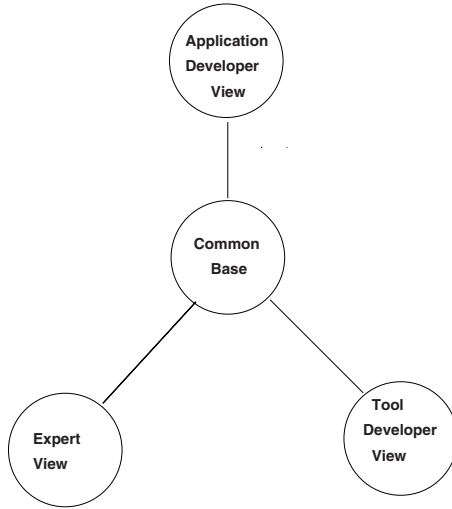 Application
Developer
View
Common
Base
Expert
View
Tool
Developer
View